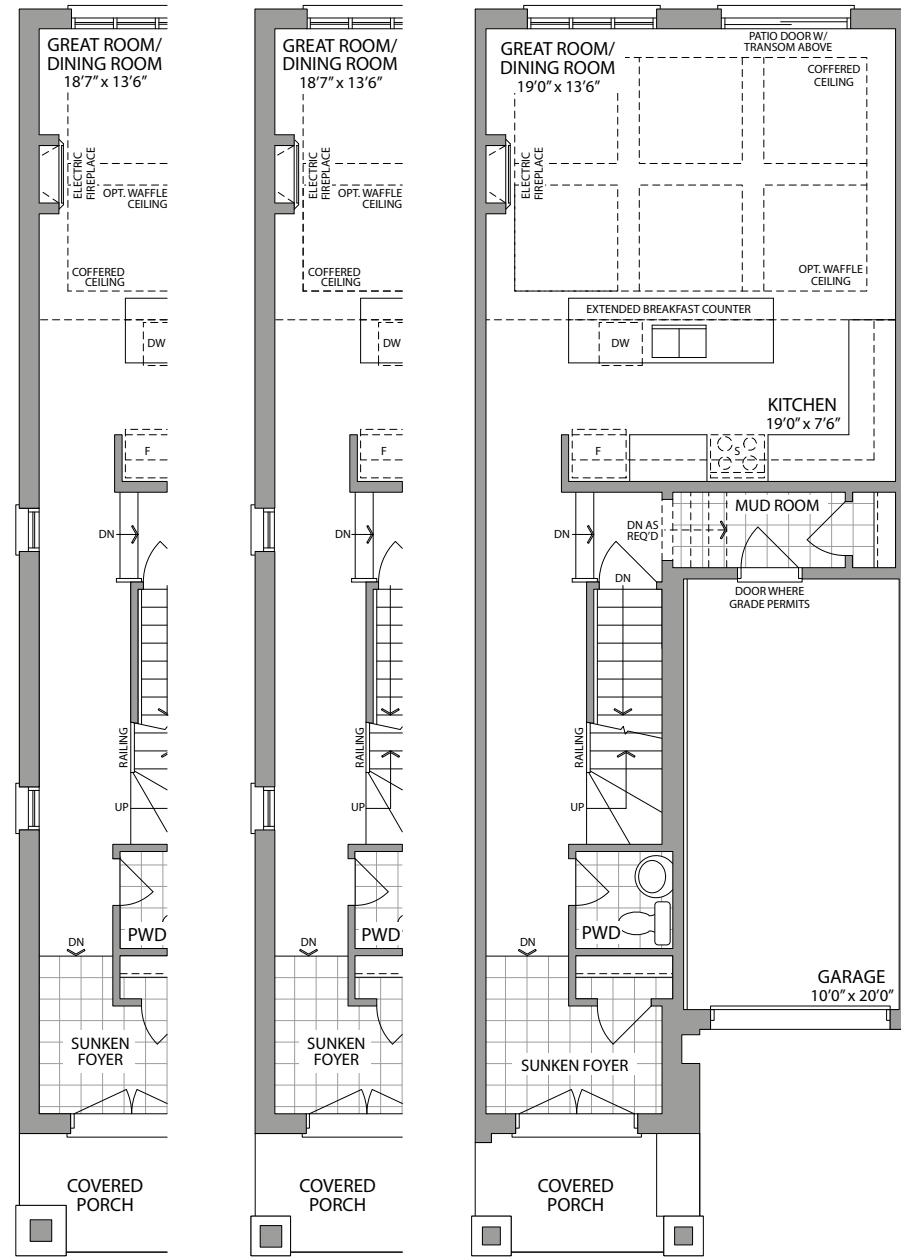 GREAT ROOM/
DINING ROOM
18'7" x 13'6"
ELECTRIC
FIREPLACE
OPT. WAFFLE
CEILING
COFFERED
CEILING
DW
F
DN
RAILING
UP
PWD
DN
SUNKEN
FOYER
COVERED
PORCH
GREAT ROOM/
DINING ROOM
18'7" x 13'6"
ELECTRIC
FIREPLACE
OPT. WAFFLE
CEILING
COFFERED
CEILING
DW
F
DN
RAILING
UP
PWD
DN
SUNKEN
FOYER
COVERED
PORCH
PATIO DOOR W/
TRANSOM ABOVE
GREAT ROOM/
DINING ROOM
19'0" x 13'6"
COFFERED
CEILING
ELECTRIC
FIREPLACE
OPT. WAFFLE
CEILING
EXTENDED BREAKFAST COUNTER
DW
KITCHEN
19'0" x 7'6"
F
S
MUD ROOM
DN
DN AS
REQ'D
DN
DOOR WHERE
GRADE PERMITS
RAILING
UP
PWD
DN
GARAGE
10'0" x 20'0"
SUNKEN FOYER
COVERED
PORCH